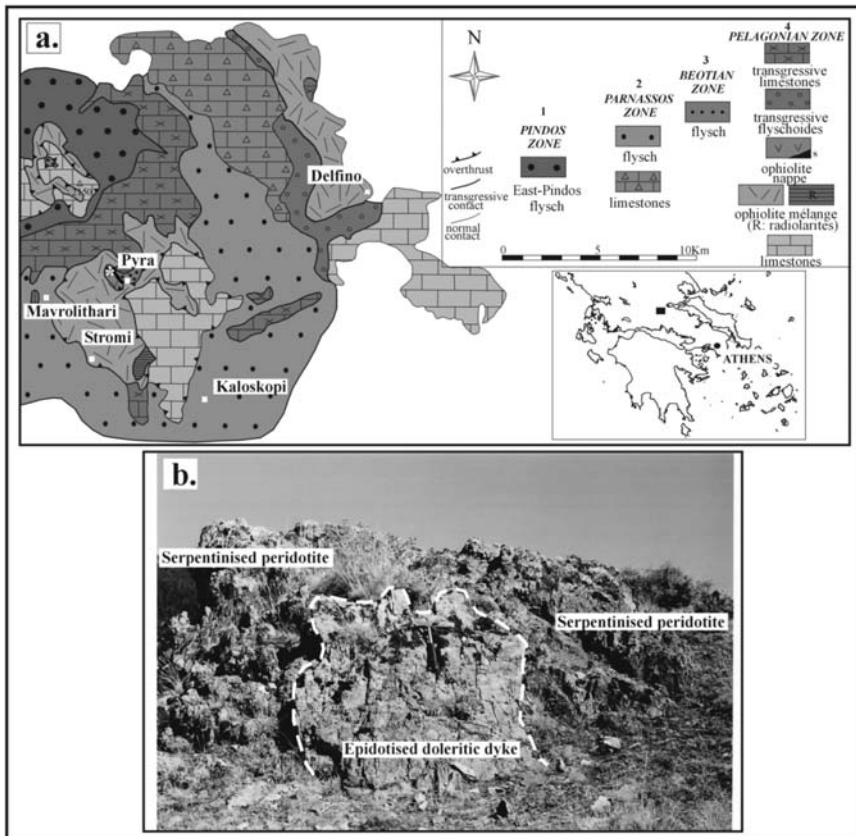 a.
Delfino
Pyra
Mavrolithari
Stromi
Kaloskopi
N
overthrust
transgressive
contact
normal
contact
1
PINDOS
ZONE
East-Pindos
flysch
2
PARNASSOS
ZONE
flysch
limestones
3
BEOTIAN
ZONE
flysch
4
PELAGONIAN ZONE
transgressive
limestones
transgressive
flyschoides
s
ophiolite
nappe
R
ophiolite mélange
(R: radiolarites)
limestones
0 5 10Km
ATHENS
b.
Serpentinised peridotite
Serpentinised peridotite
Epidotised doleritic dyke